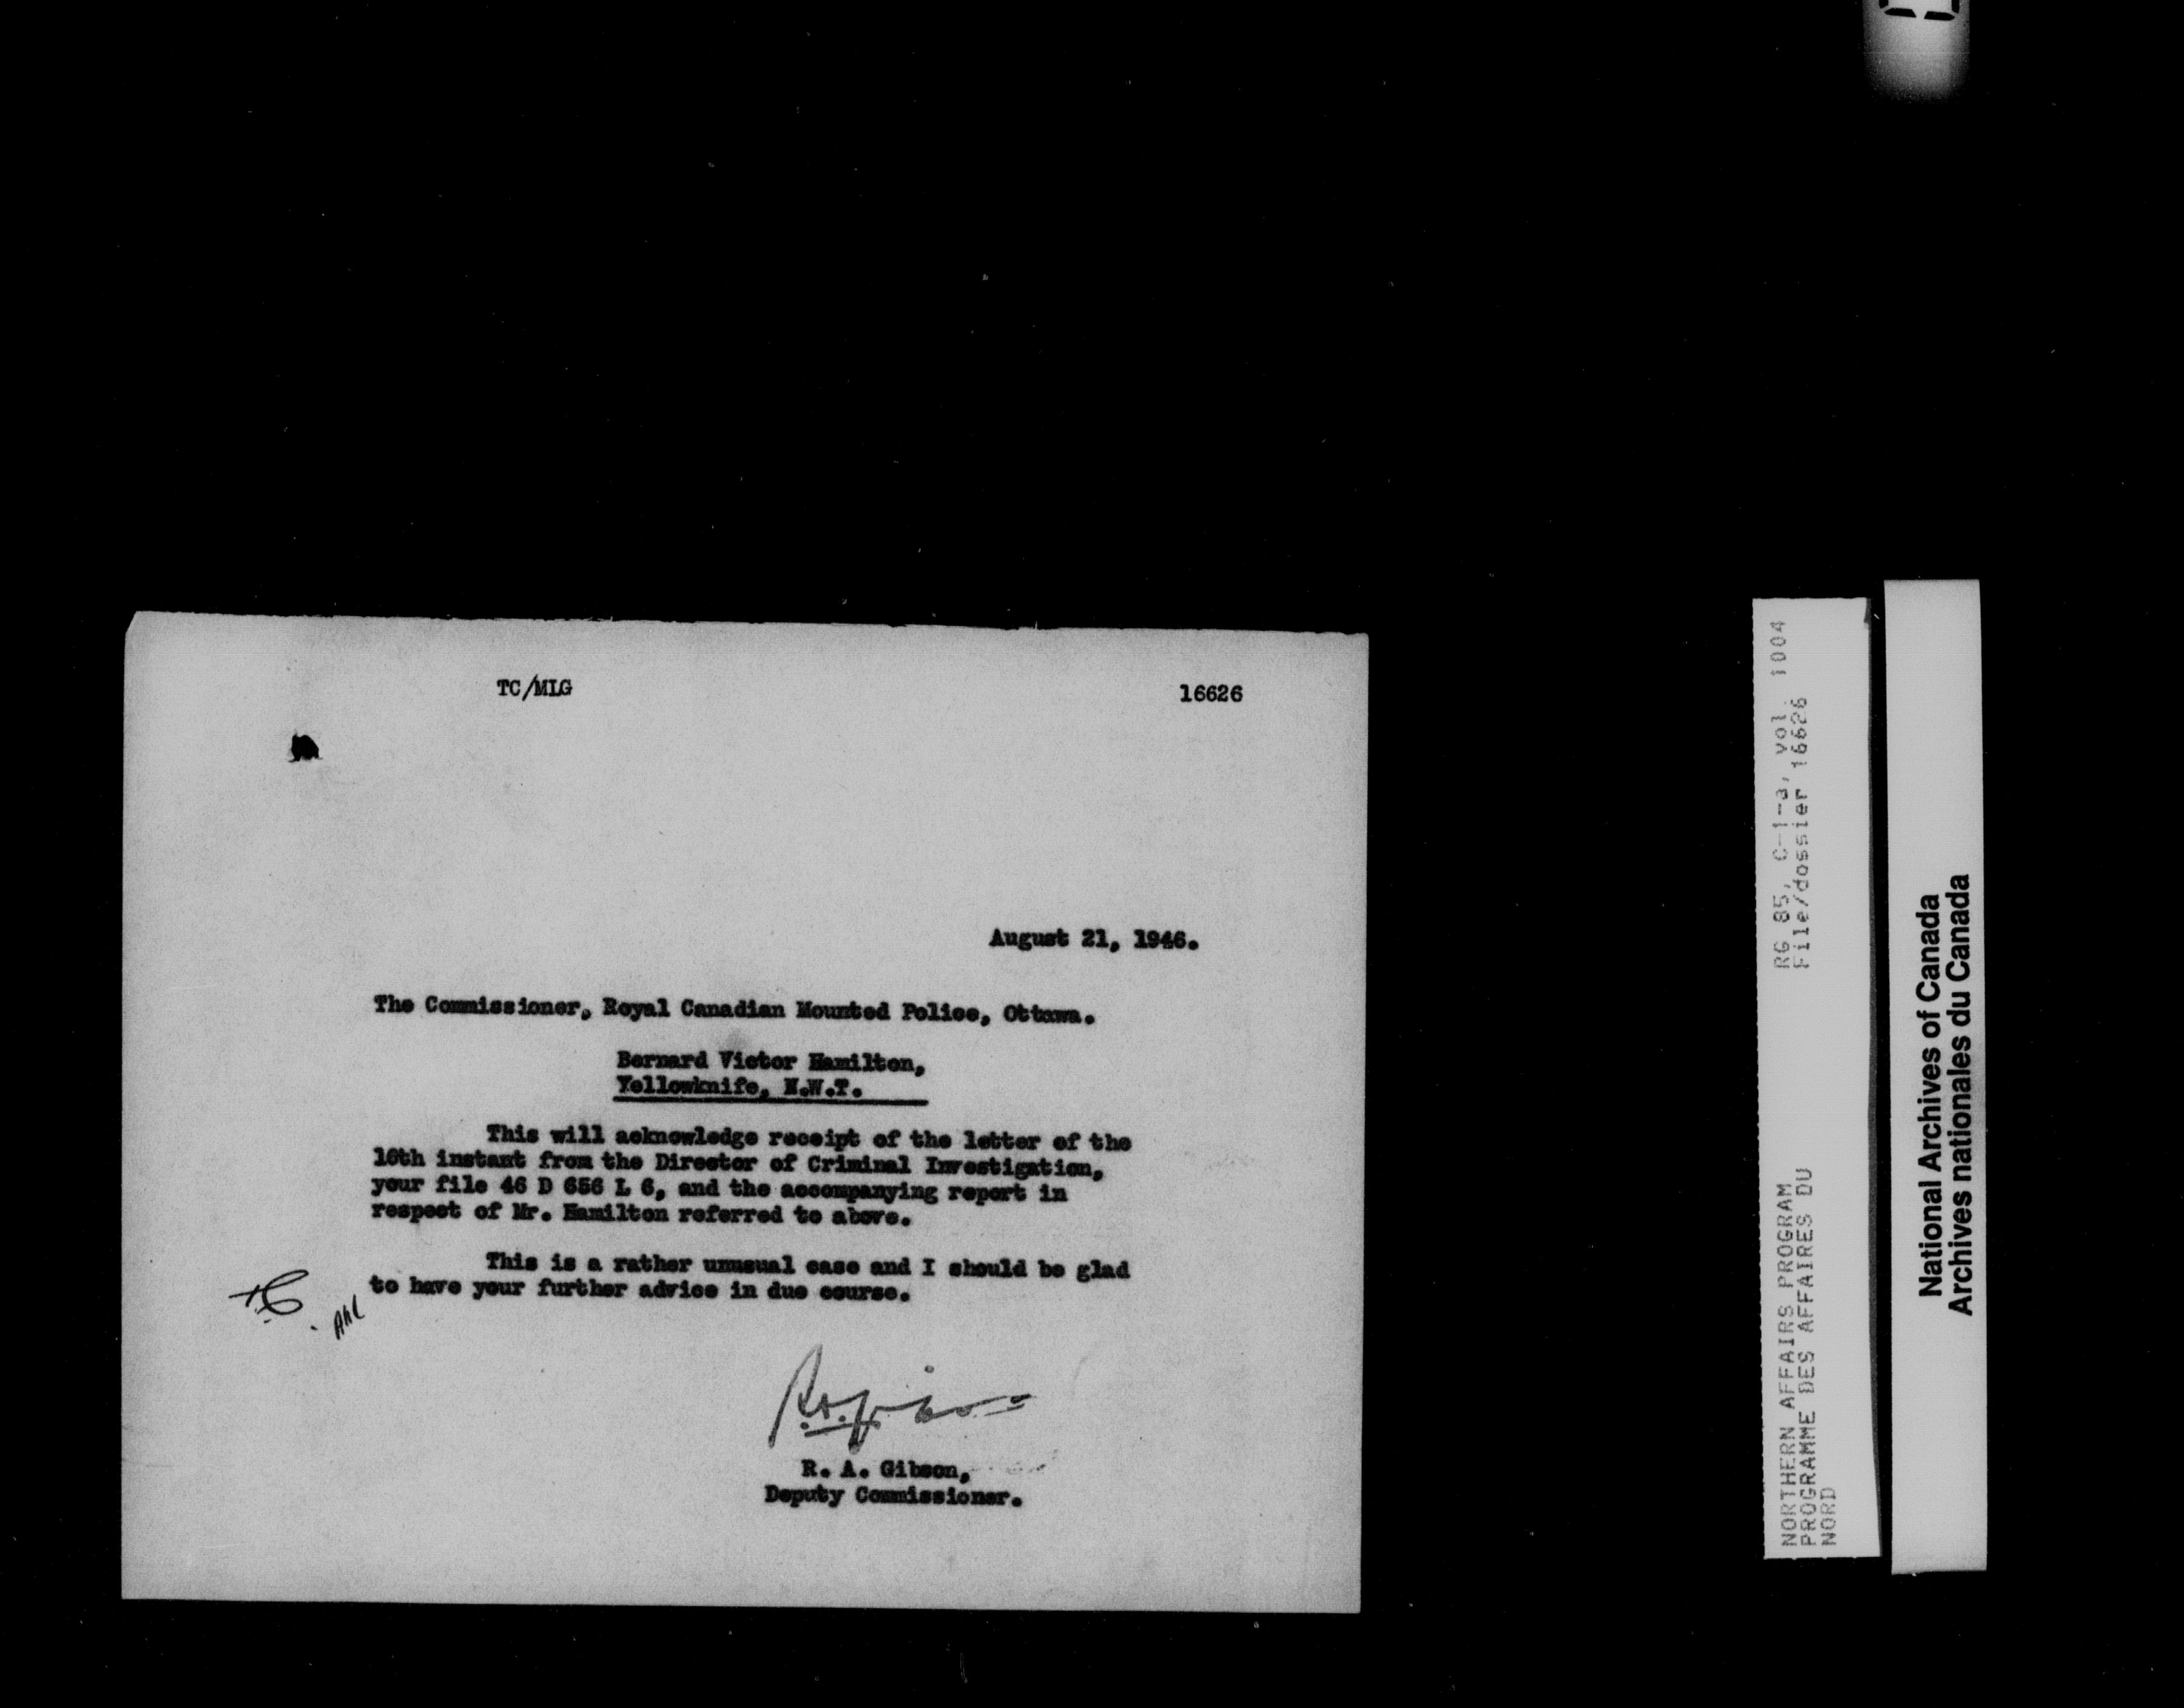 TC/MLG
16626
August 21, 1946.
The Commissioner, Royal Canadian Mounted Police, Ottawa.
Bernard Victor Hamilton,
Yellowknife, N.W.T.
This will acknowledge receipt of the letter of the
16th instant from the Director of Criminal Investigation,
your file 46 D 656 L 6, and the accompanying report in
respect of Mr. Hamilton referred to above.
This is a rather unusual case and I should be glad
to have your further advice in due course.
R. A. Gibson,
Deputy Commissioner.
RG 85, C-1-a, vol. 1004
File/dossier 16626
NORTHERN AFFAIRS PROGRAM
PROGRAMME DES AFFAIRES DU
NORD
National Archives of Canada
Archives nationales du Canada